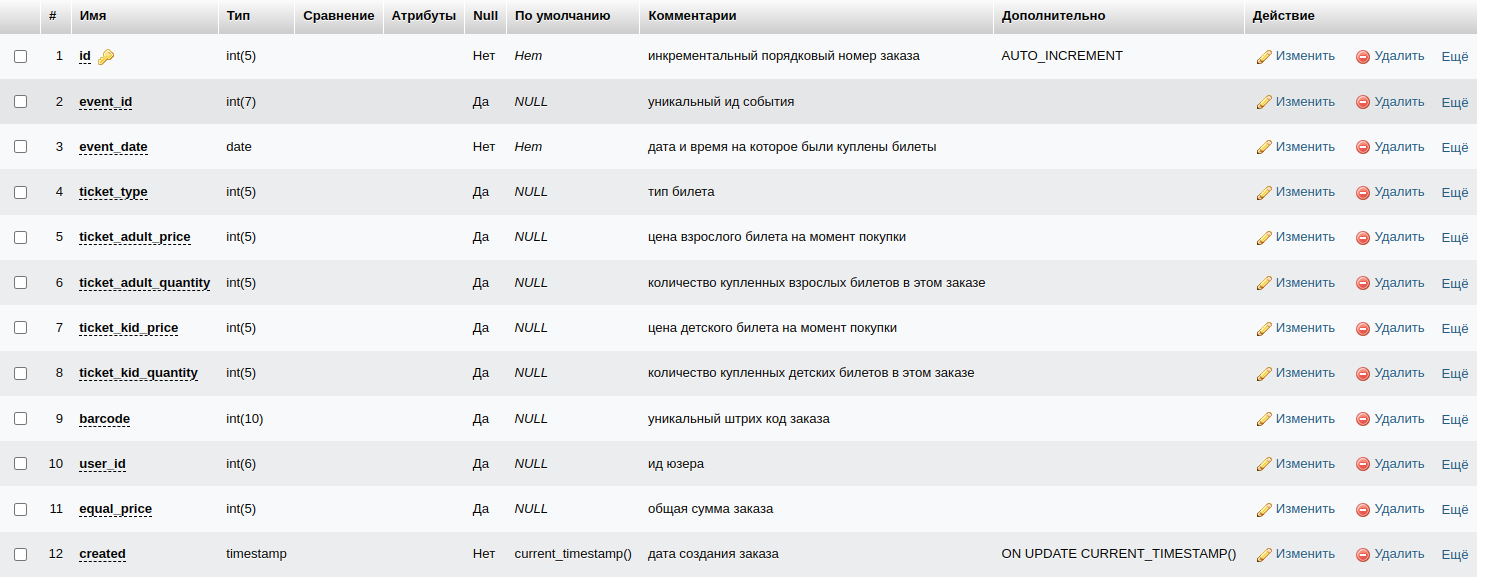 # Имя Тип Сравнение Атрибуты Null По умолчанию Комментарии Дополнительно Действие
1 id int(5) Нет Нет инкрементальный порядковый номер заказа AUTO_INCREMENT Изменить Удалить Ещё
2 event_id int(7) Да NULL уникальный ид события Изменить Удалить Ещё
3 event_date date Нет Нет дата и время на которое были куплены билеты Изменить Удалить Ещё
4 ticket_type int(5) Да NULL тип билета Изменить Удалить Ещё
5 ticket_adult_price int(5) Да NULL цена взрослого билета на момент покупки Изменить Удалить Ещё
6 ticket_adult_quantity int(5) Да NULL количество купленных взрослых билетов в этом заказе Изменить Удалить Ещё
7 ticket_kid_price int(5) Да NULL цена детского билета на момент покупки Изменить Удалить Ещё
8 ticket_kid_quantity int(5) Да NULL количество купленных детских билетов в этом заказе Изменить Удалить Ещё
9 barcode int(10) Да NULL уникальный штрих код заказа Изменить Удалить Ещё
10 user_id int(6) Да NULL ид юзера Изменить Удалить Ещё
11 equal_price int(5) Да NULL общая сумма заказа Изменить Удалить Ещё
12 created timestamp Нет current_timestamp() дата создания заказа ON UPDATE CURRENT_TIMESTAMP() Изменить Удалить Ещё